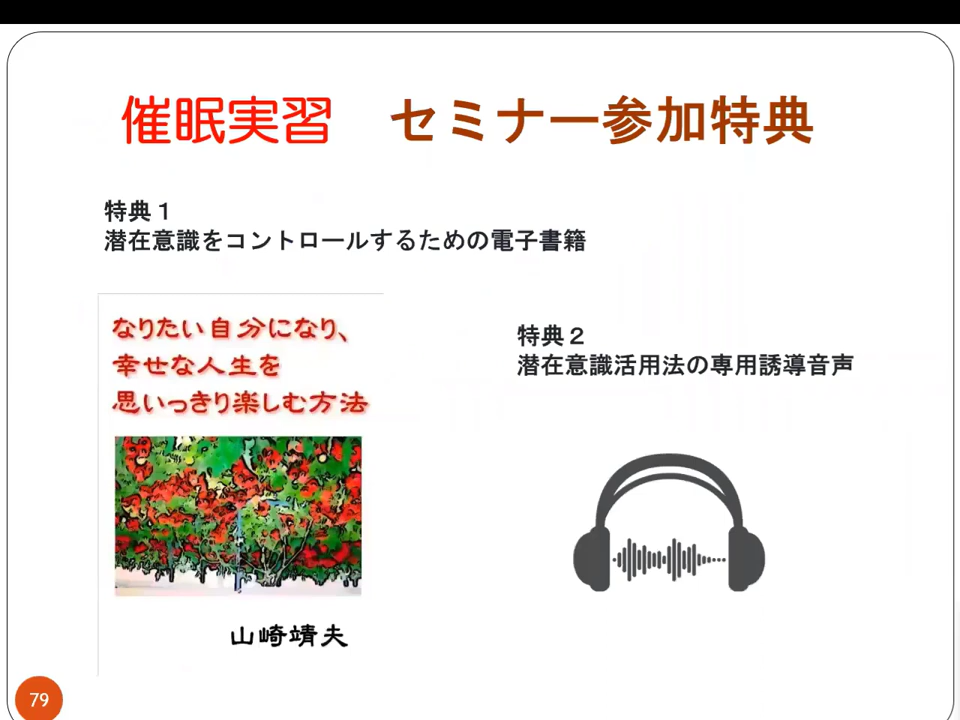 催眠実習 セミナー参加特典
特典１
潜在意識をコントロールするための電子書籍
なりたい自分になり、
幸せな人生を
思いっきり楽しむ方法
山崎靖夫
特典２
潜在意識活用法の専用誘導音声
79